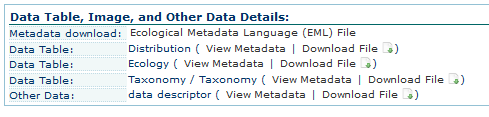 Data Table, Image, and Other Data Details:
Metadata download: Ecological Metadata Language (EML) File
Data Table: Distribution ( View Metadata | Download File )
Data Table: Ecology ( View Metadata | Download File )
Data Table: Taxonomy / Taxonomy ( View Metadata | Download File )
Other Data: data descriptor ( View Metadata | Download File )